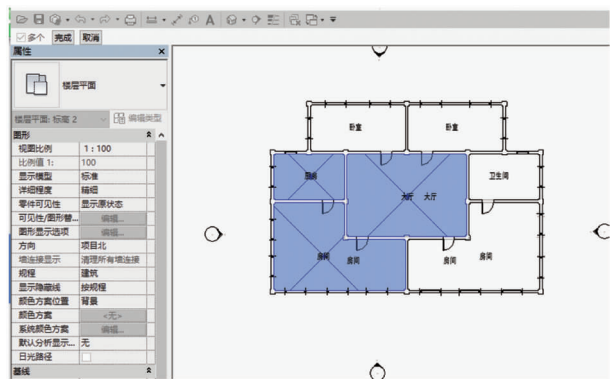 多个 完成 取消
属性 ×
楼层平面
楼层平面: 标高 2 编辑类型
图形
视图比例 1 : 100
比例值 1: 100
显示模型 标准
详细程度 精细
零件可见性 显示原状态
可见性/图形替... 编辑...
图形显示选项 编辑...
方向 项目北
墙连接显示 清理所有墙连接
规程 建筑
显示隐藏线 按规程
颜色方案位置 背景
颜色方案 <无>
系统颜色方案 编辑...
默认分析显示... 无
日光路径
基线
卧室 卧室
卫生间
大厅 大厅
房间 房间 房间 房间